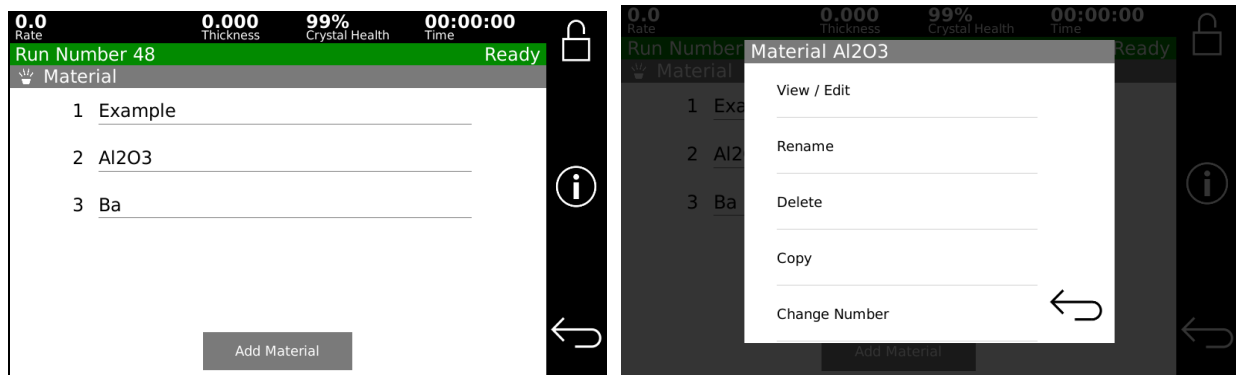 0.0 0.000 99% 00:00:00
Rate Thickness Crystal Health Time
Run Number 48 Ready
Material
1 Example
2 Al2O3
3 Ba
Add Material
0.0 0.000 99% 00:00:00
Rate Thickness Crystal Health Time
Run Number Ready
Material Al2O3
Material
View / Edit
1 Exa
Rename
2 Al2
Delete
3 Ba
Copy
Change Number
Add Material